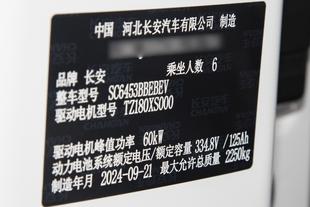 中国 河北长安汽车有限公司 制造
品牌 长安 乘坐人数 6
整车型号 SC6453BBEBEV
驱动电机型号 TZ180XS000
驱动电机峰值功率 60kW
动力电池系统额定电压/额定容量 334.8V/125Ah
制造年月 2024-09-21 最大允许总质量 2250kg